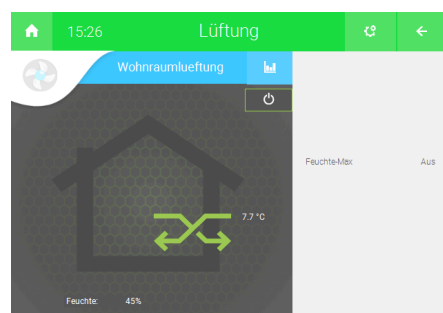 15:26 Lüftung
Wohnraumlueftung
7.7 °C
Feuchte-Max Aus
Feuchte: 45%